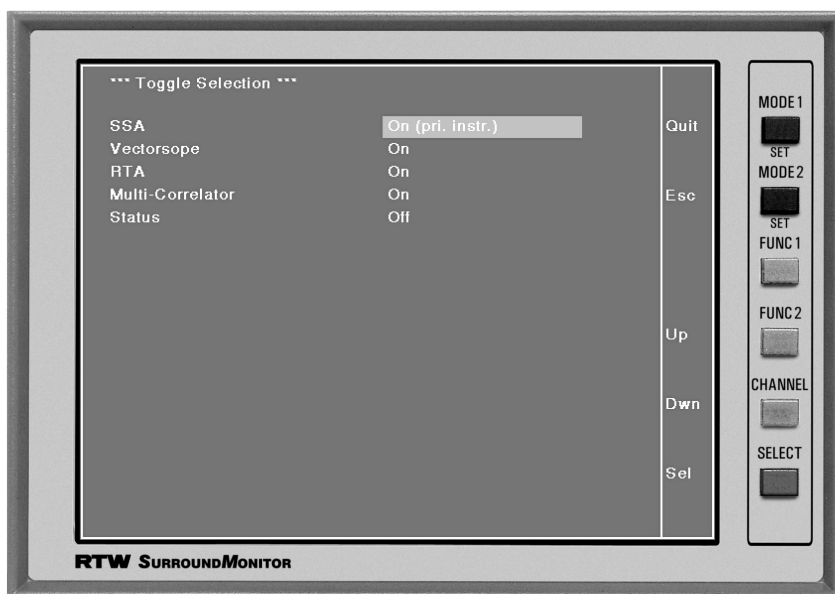 *** Toggle Selection ***
SSA On (pri. instr.) Quit
Vectorsope On
RTA On
Multi-Correlator On Esc
Status Off
Up
Dwn
Sel
MODE 1
SET
MODE 2
SET
FUNC 1
FUNC 2
CHANNEL
SELECT
RTW SURROUNDMONITOR